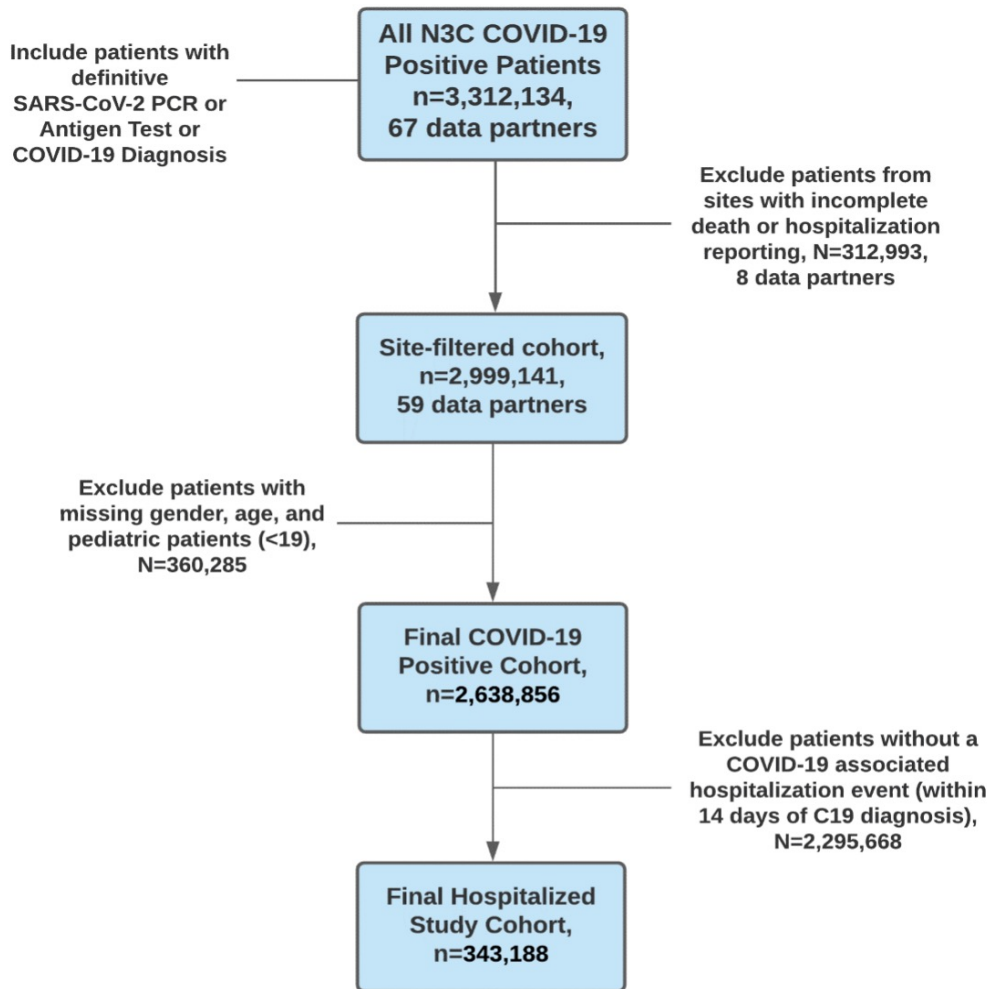 All N3C COVID-19
Positive Patients
n=3,312,134,
67 data partners
Include patients with
definitive
SARS-CoV-2 PCR or
Antigen Test or
COVID-19 Diagnosis
Exclude patients from
sites with incomplete
death or hospitalization
reporting, N=312,993,
8 data partners
Site-filtered cohort,
n=2,999,141,
59 data partners
Exclude patients with
missing gender, age, and
pediatric patients (<19),
N=360,285
Final COVID-19
Positive Cohort,
n=2,638,856
Exclude patients without a
COVID-19 associated
hospitalization event (within
14 days of C19 diagnosis),
N=2,295,668
Final Hospitalized
Study Cohort,
n=343,188